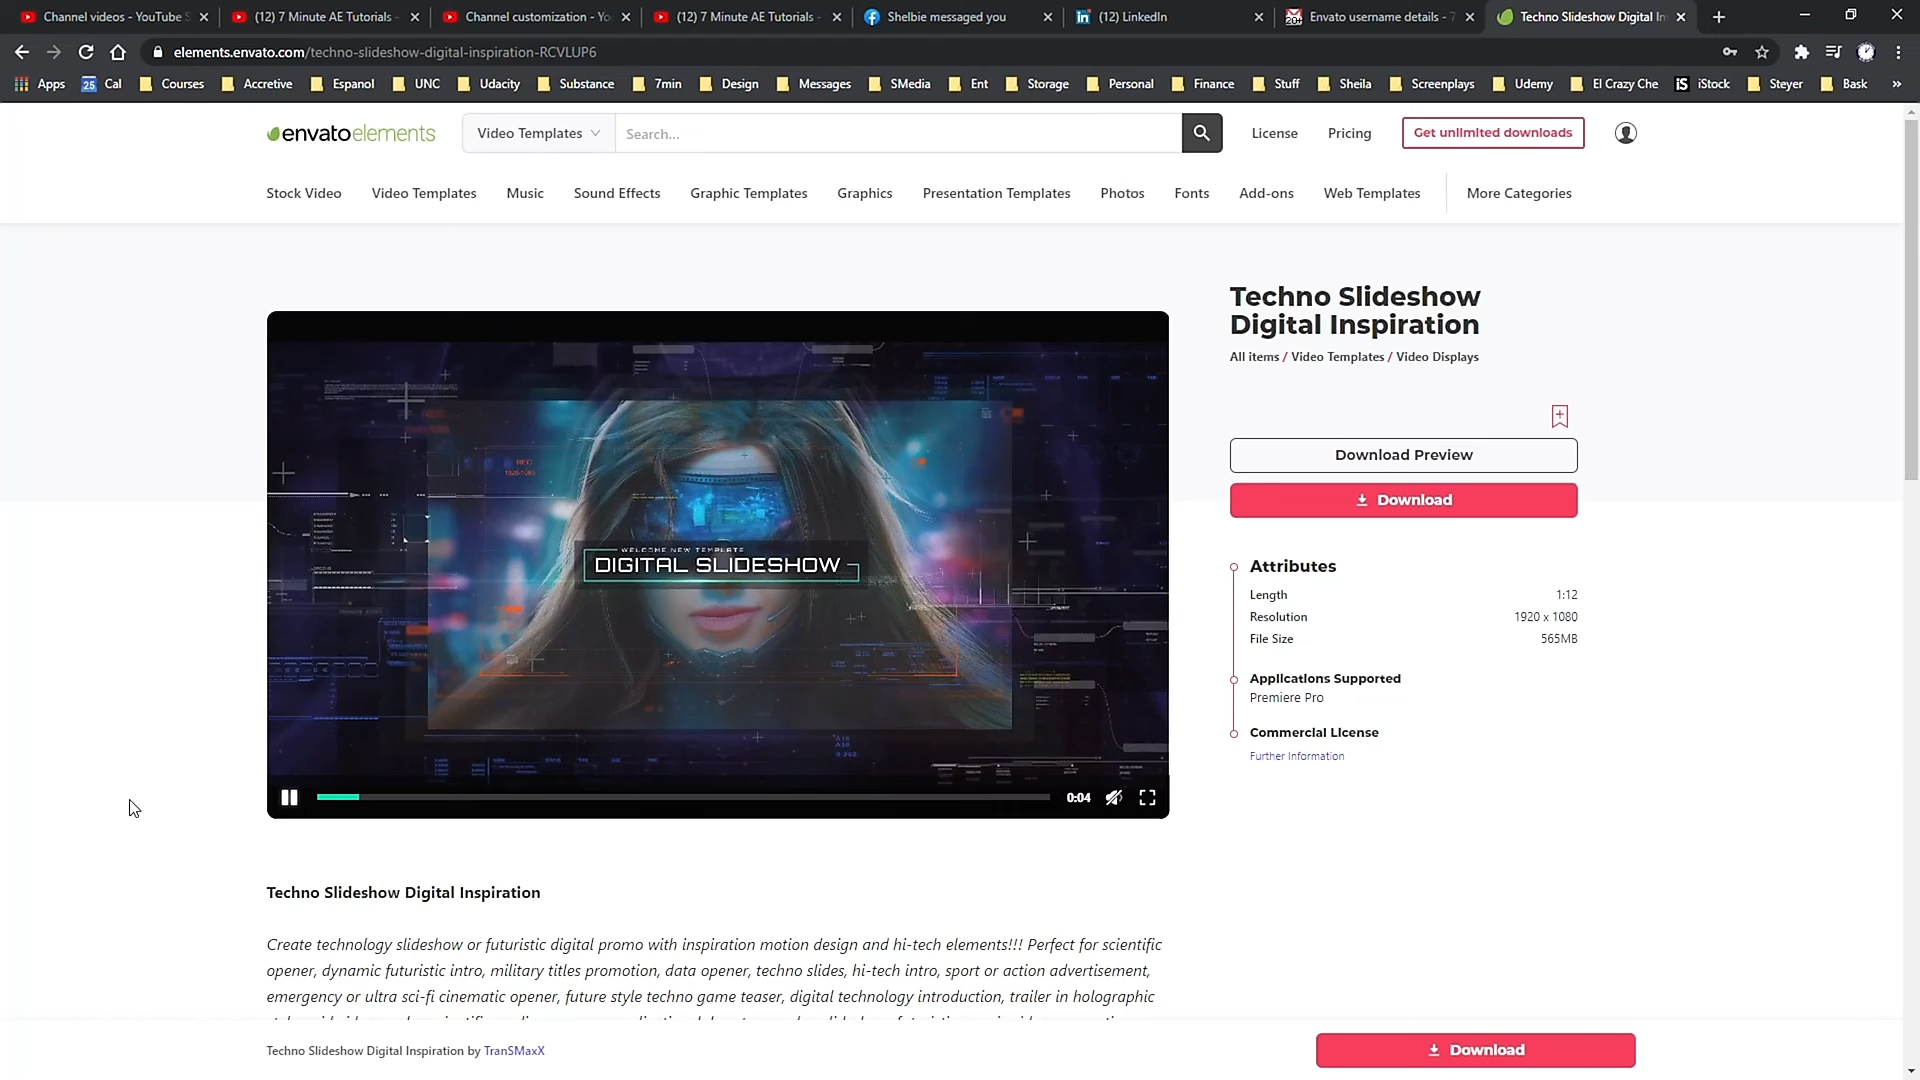 Channel videos - YouTube S
(12) 7 Minute AE Tutorials -
Channel customization - Yo
(12) 7 Minute AE Tutorials -
Shelbie messaged you
(12) LinkedIn
Envato username details - 7
Techno Slideshow Digital In
elements.envato.com/techno-slideshow-digital-inspiration-RCVLUP6
Apps
25 Cal
Courses
Accretive
Espanol
UNC
Udacity
Substance
7min
Design
Messages
SMedia
Ent
Storage
Personal
Finance
Stuff
Sheila
Screenplays
Udemy
El Crazy Che
iS iStock
Steyer
Bask
»
envatoelements
Video Templates
Search...
License
Pricing
Get unlimited downloads
Stock Video
Video Templates
Music
Sound Effects
Graphic Templates
Graphics
Presentation Templates
Photos
Fonts
Add-ons
Web Templates
More Categories
Techno Slideshow
Digital Inspiration
All items / Video Templates / Video Displays
REC
WELCOME NEW TEMPLATE
DIGITAL SLIDESHOW
0:04
Download Preview
Download
Attributes
Length 1:12
Resolution 1920 x 1080
File Size 565MB
Applications Supported
Premiere Pro
Commercial License
Further Information
Techno Slideshow Digital Inspiration
Create technology slideshow or futuristic digital promo with inspiration motion design and hi-tech elements!!! Perfect for scientific
opener, dynamic futuristic intro, military titles promotion, data opener, techno slides, hi-tech intro, sport or action advertisement,
emergency or ultra sci-fi cinematic opener, future style techno game teaser, digital technology introduction, trailer in holographic
Techno Slideshow Digital Inspiration by TranSMaxX
Download